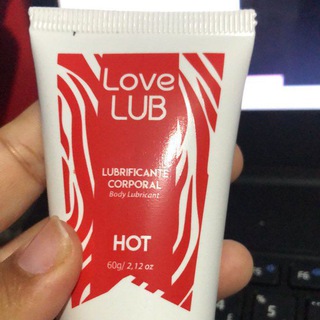 Love
LUB
LUBRIFICANTE
CORPORAL
Body Lubricant
HOT
60g/ 2,12 oz